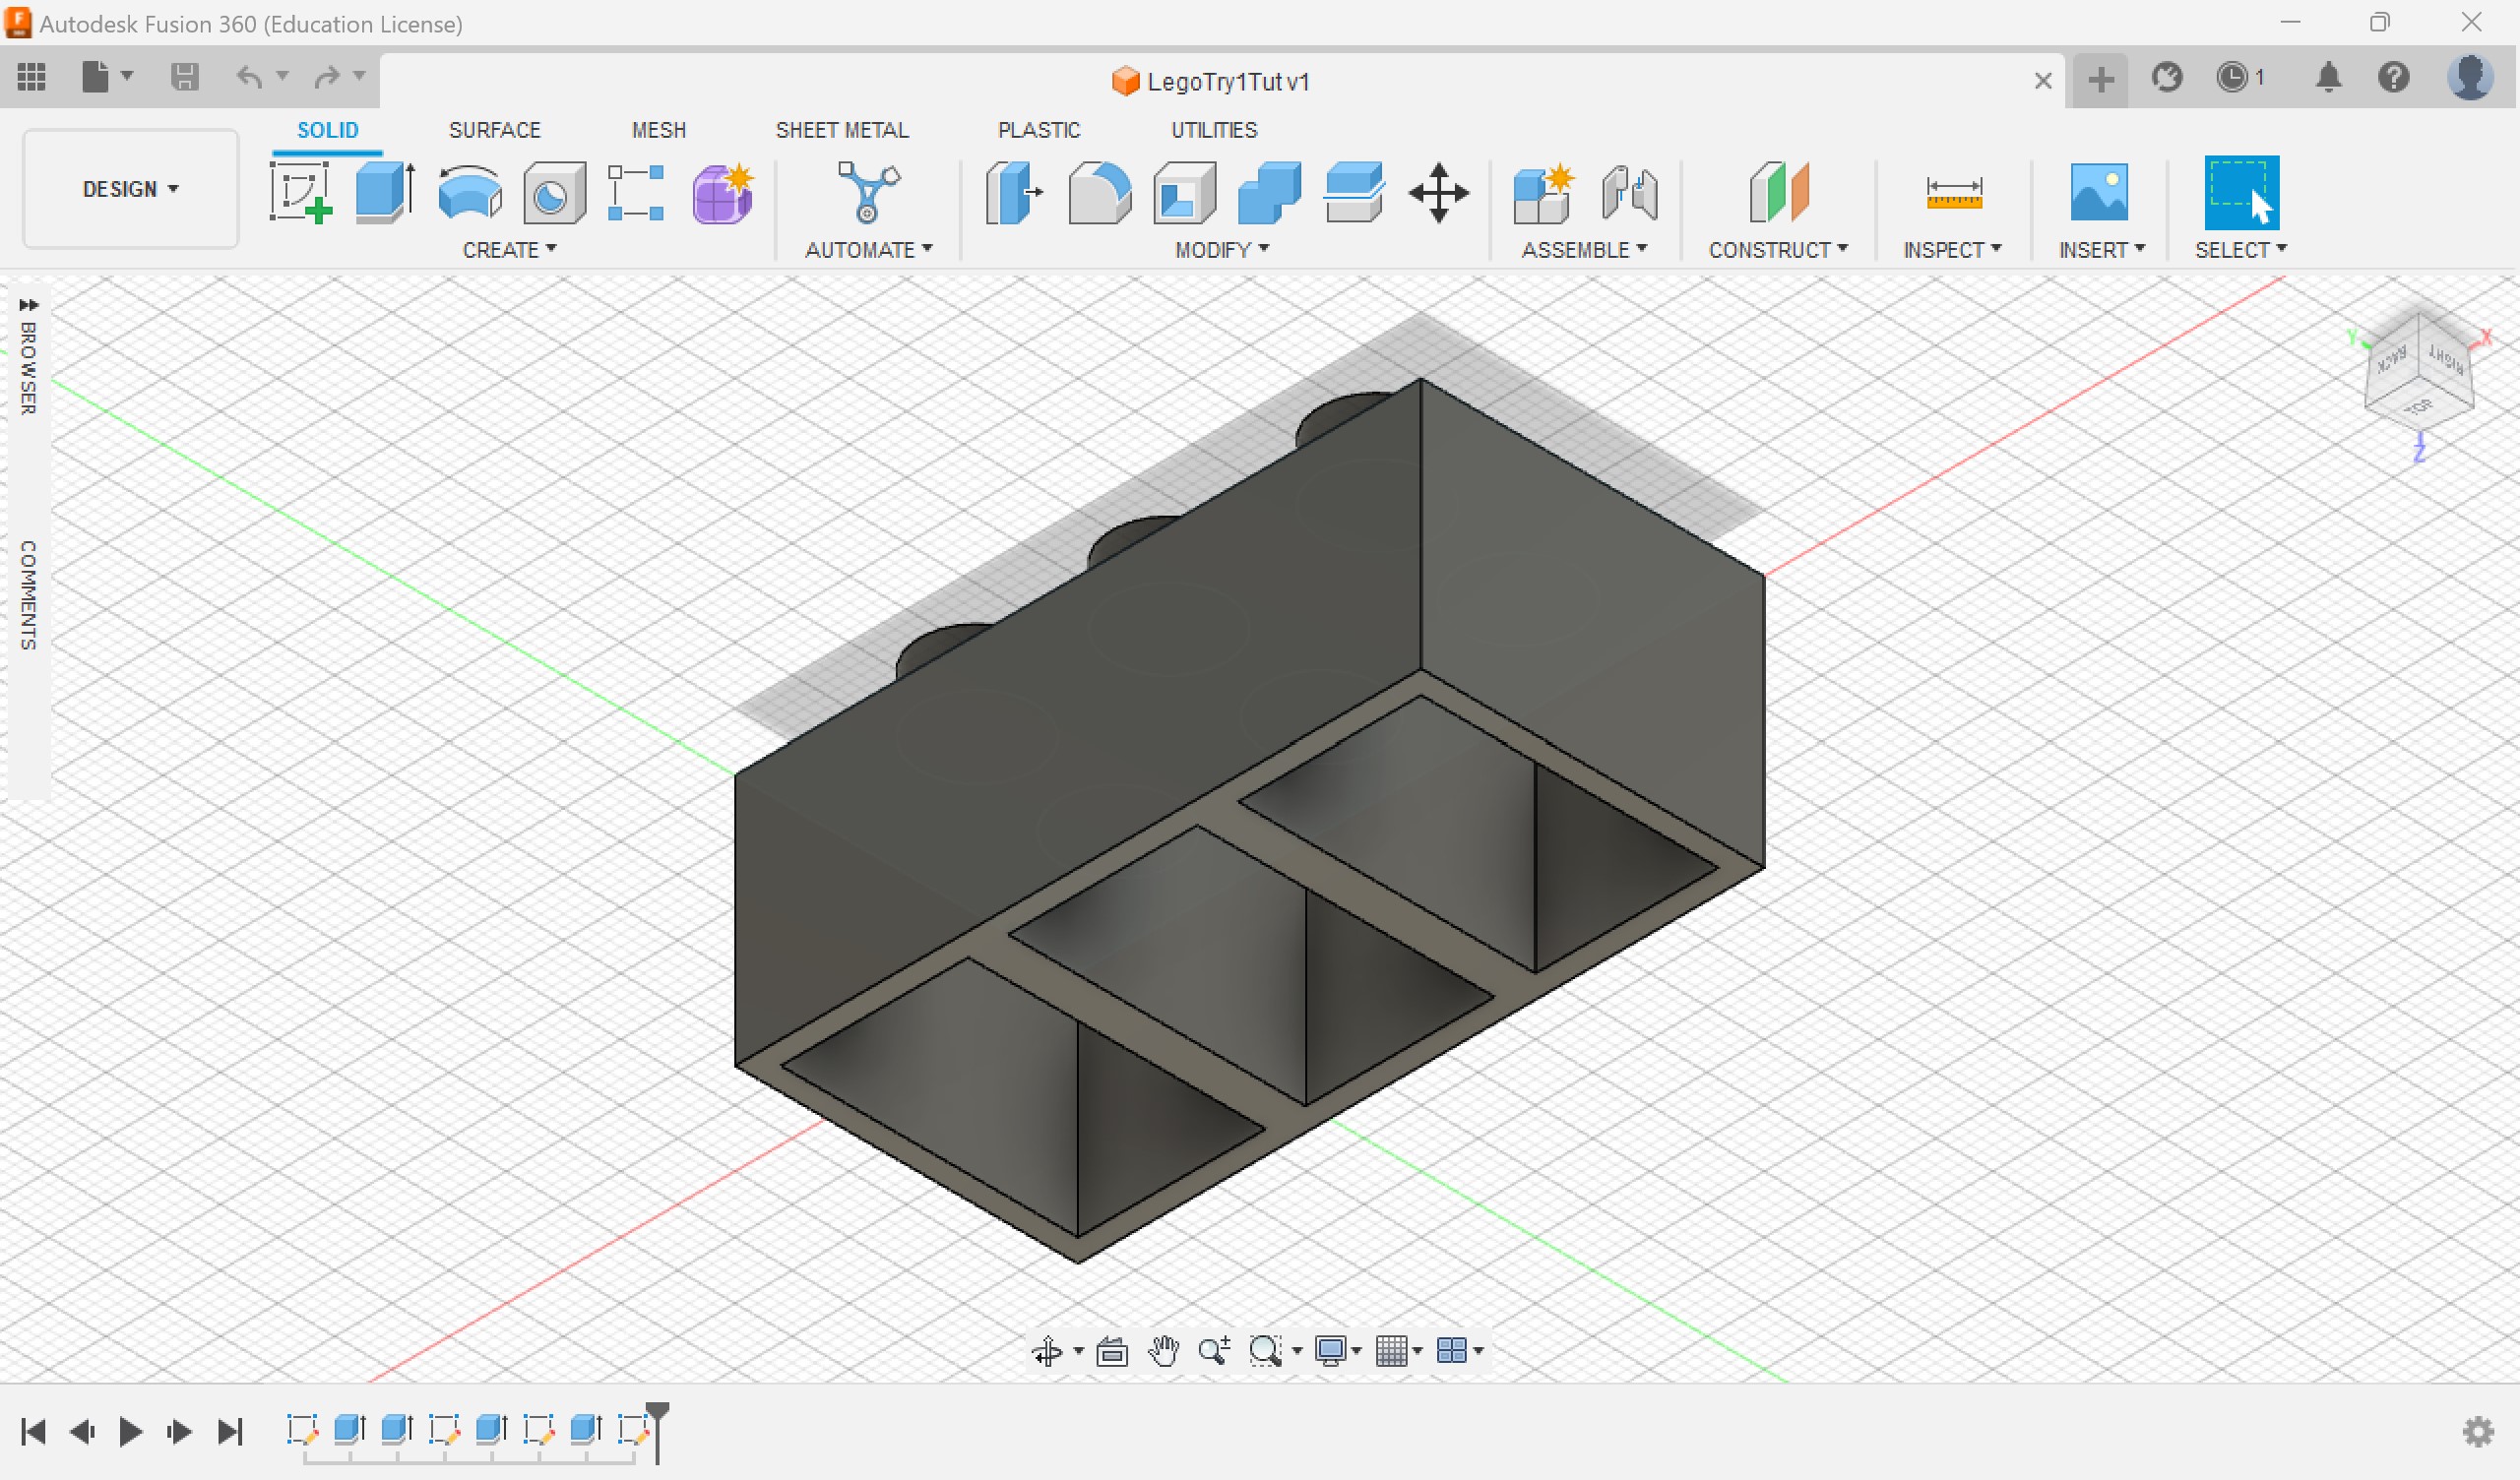 Autodesk Fusion 360 (Education License)
LegoTry1Tut v1
1
SOLID SURFACE MESH SHEET METAL PLASTIC UTILITIES
DESIGN
CREATE AUTOMATE MODIFY ASSEMBLE CONSTRUCT INSPECT INSERT SELECT
BROWSER
COMMENTS
Y X
BACK RIGHT
TOP
Z